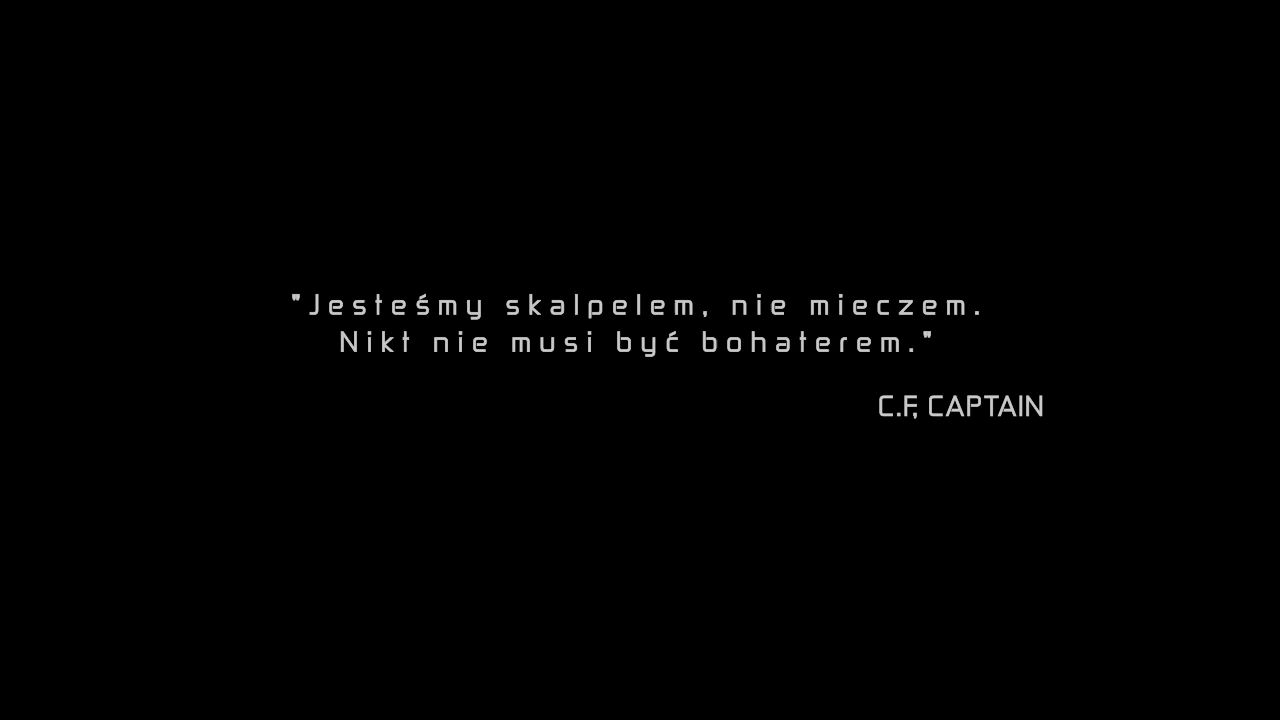 "Jesteśmy skalpelem, nie mieczem.
Nikt nie musi być bohaterem."
C.F, CAPTAIN